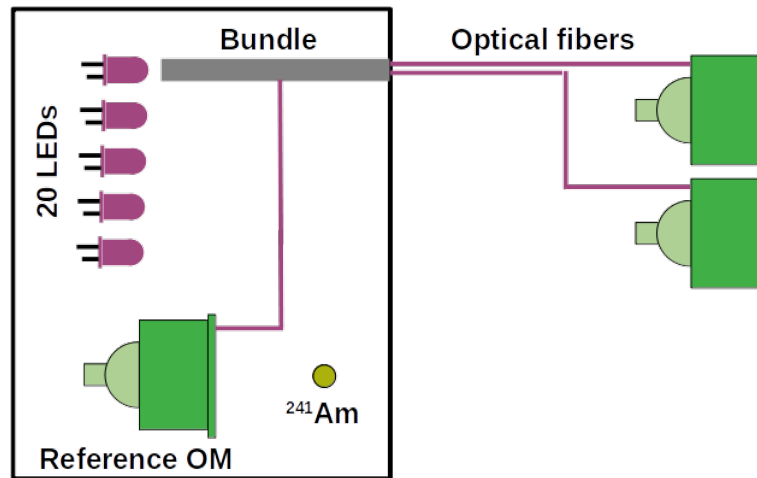 Bundle
Optical fibers
20 LEDs
²⁴¹Am
Reference OM